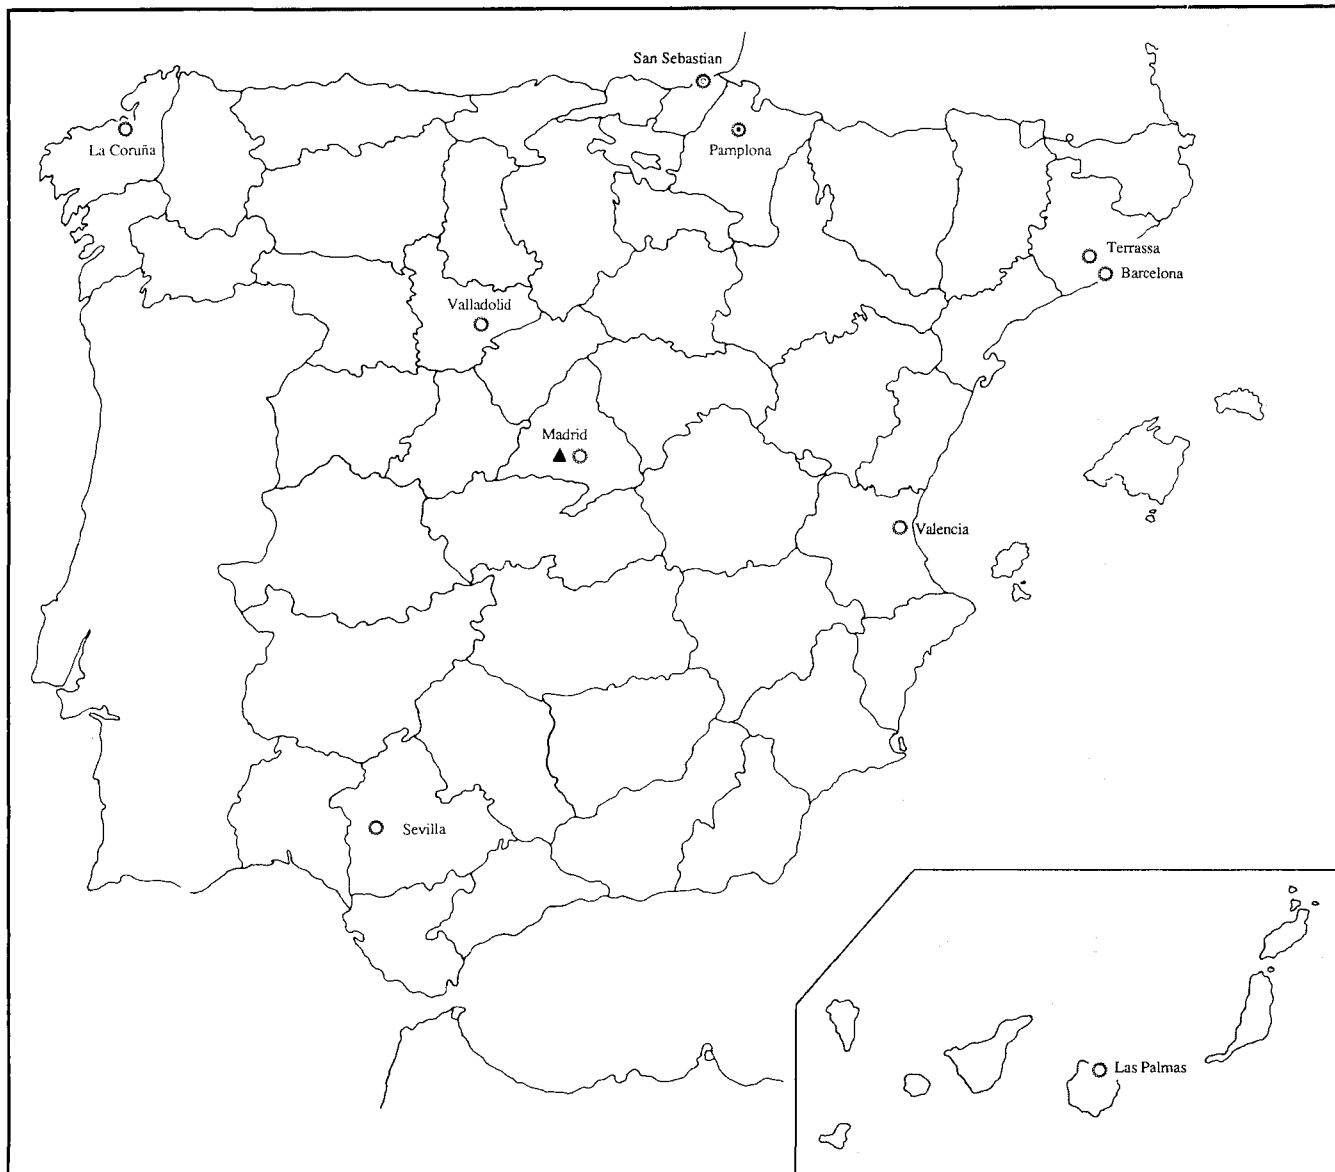 San Sebastian
La Coruña
Pamplona
Terrassa
Barcelona
Valladolid
Madrid
Valencia
Sevilla
Las Palmas